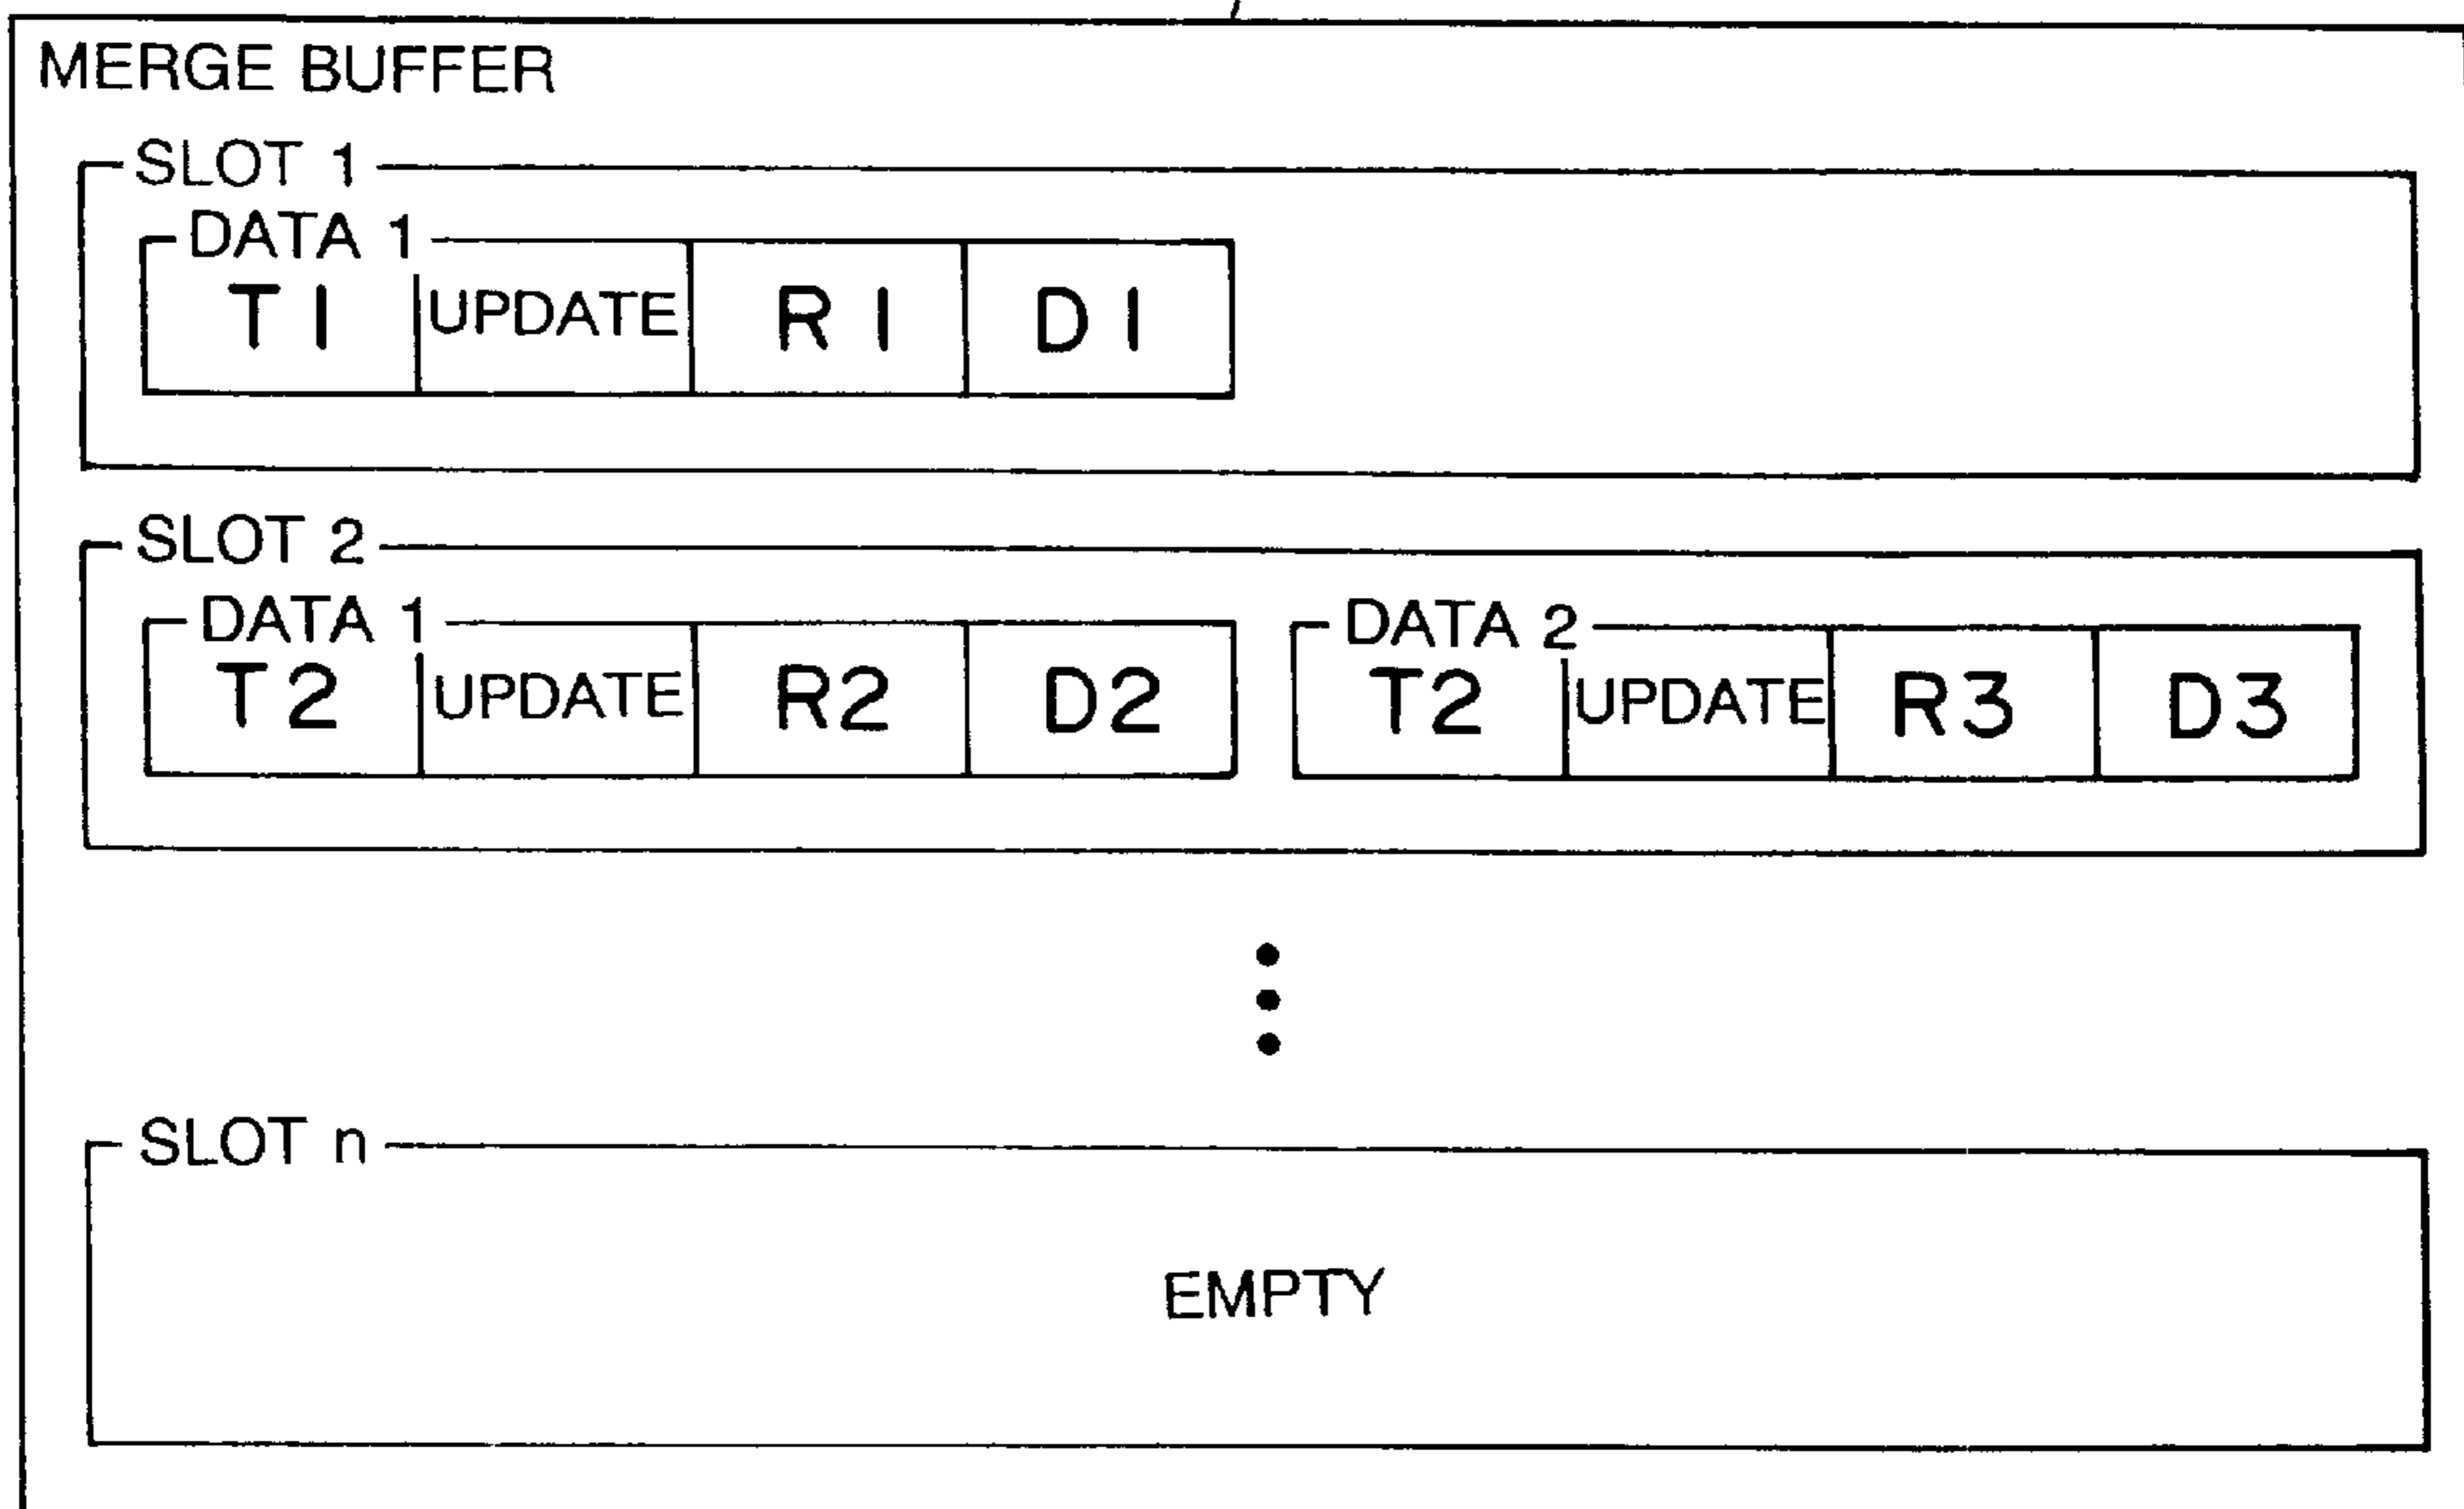 MERGE BUFFER
SLOT 1
DATA 1
T1 UPDATE R1 D1
SLOT 2
DATA 1 DATA 2
T2 UPDATE R2 D2 T2 UPDATE R3 D3
SLOT n
EMPTY